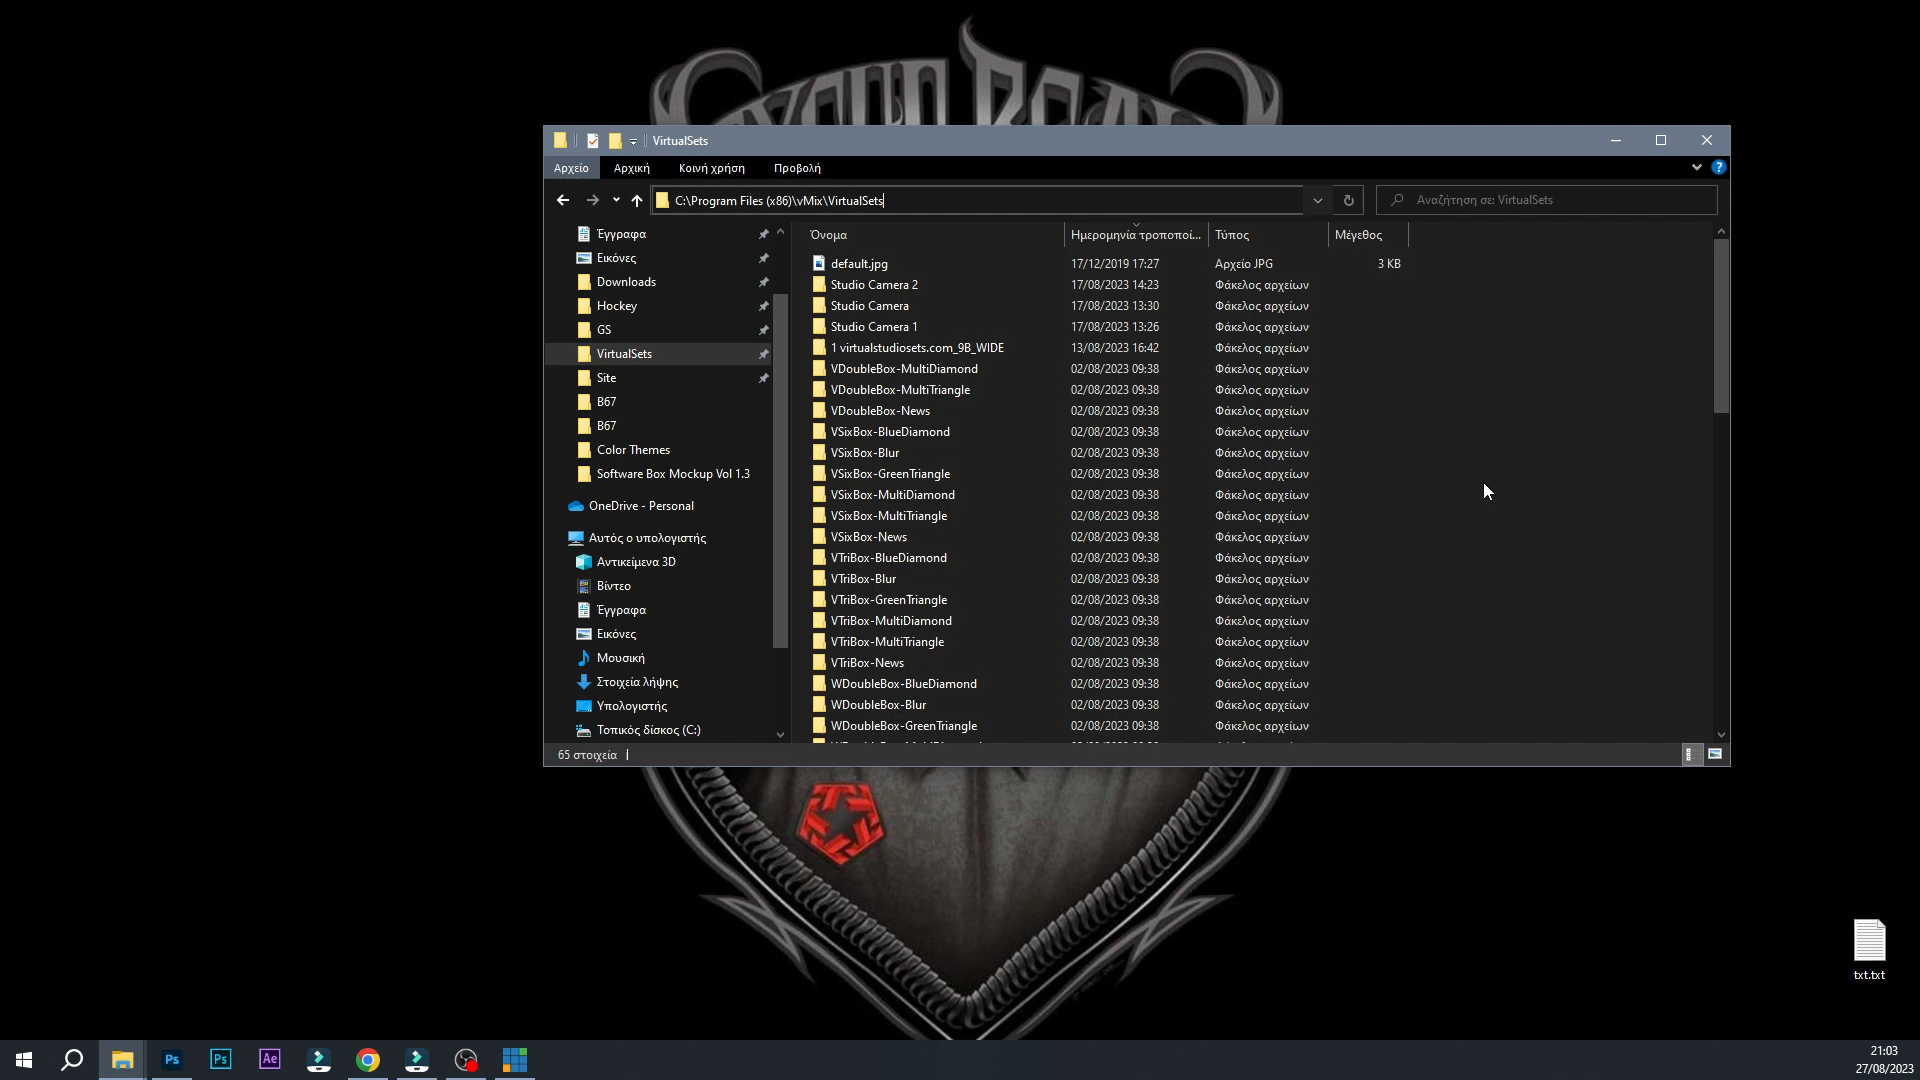 VirtualSets
Αρχείο Αρχική Κοινή χρήση Προβολή
C:\Program Files (x86)\vMix\VirtualSets
Αναζήτηση σε: VirtualSets
Έγγραφα
Εικόνες
Downloads
Hockey
GS
VirtualSets
Site
B67
B67
Color Themes
Software Box Mockup Vol 1.3
OneDrive - Personal
Αυτός ο υπολογιστής
Αντικείμενα 3D
Βίντεο
Έγγραφα
Εικόνες
Μουσική
Στοιχεία λήψης
Υπολογιστής
Τοπικός δίσκος (C:)
Όνομα Ημερομηνία τροποποί... Τύπος Μέγεθος
default.jpg 17/12/2019 17:27 Αρχείο JPG 3 KB
Studio Camera 2 17/08/2023 14:23 Φάκελος αρχείων
Studio Camera 17/08/2023 13:30 Φάκελος αρχείων
Studio Camera 1 17/08/2023 13:26 Φάκελος αρχείων
1 virtualstudiosets.com_9B_WIDE 13/08/2023 16:42 Φάκελος αρχείων
VDoubleBox-MultiDiamond 02/08/2023 09:38 Φάκελος αρχείων
VDoubleBox-MultiTriangle 02/08/2023 09:38 Φάκελος αρχείων
VDoubleBox-News 02/08/2023 09:38 Φάκελος αρχείων
VSixBox-BlueDiamond 02/08/2023 09:38 Φάκελος αρχείων
VSixBox-Blur 02/08/2023 09:38 Φάκελος αρχείων
VSixBox-GreenTriangle 02/08/2023 09:38 Φάκελος αρχείων
VSixBox-MultiDiamond 02/08/2023 09:38 Φάκελος αρχείων
VSixBox-MultiTriangle 02/08/2023 09:38 Φάκελος αρχείων
VSixBox-News 02/08/2023 09:38 Φάκελος αρχείων
VTriBox-BlueDiamond 02/08/2023 09:38 Φάκελος αρχείων
VTriBox-Blur 02/08/2023 09:38 Φάκελος αρχείων
VTriBox-GreenTriangle 02/08/2023 09:38 Φάκελος αρχείων
VTriBox-MultiDiamond 02/08/2023 09:38 Φάκελος αρχείων
VTriBox-MultiTriangle 02/08/2023 09:38 Φάκελος αρχείων
VTriBox-News 02/08/2023 09:38 Φάκελος αρχείων
WDoubleBox-BlueDiamond 02/08/2023 09:38 Φάκελος αρχείων
WDoubleBox-Blur 02/08/2023 09:38 Φάκελος αρχείων
WDoubleBox-GreenTriangle 02/08/2023 09:38 Φάκελος αρχείων
65 στοιχεία
txt.txt
Ps Ps Ae
21:03
27/08/2023